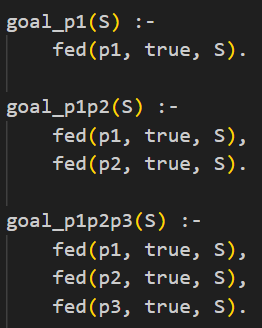 goal_p1(S) :-
    fed(p1, true, S).

goal_p1p2(S) :-
    fed(p1, true, S),
    fed(p2, true, S).

goal_p1p2p3(S) :-
    fed(p1, true, S),
    fed(p2, true, S),
    fed(p3, true, S).